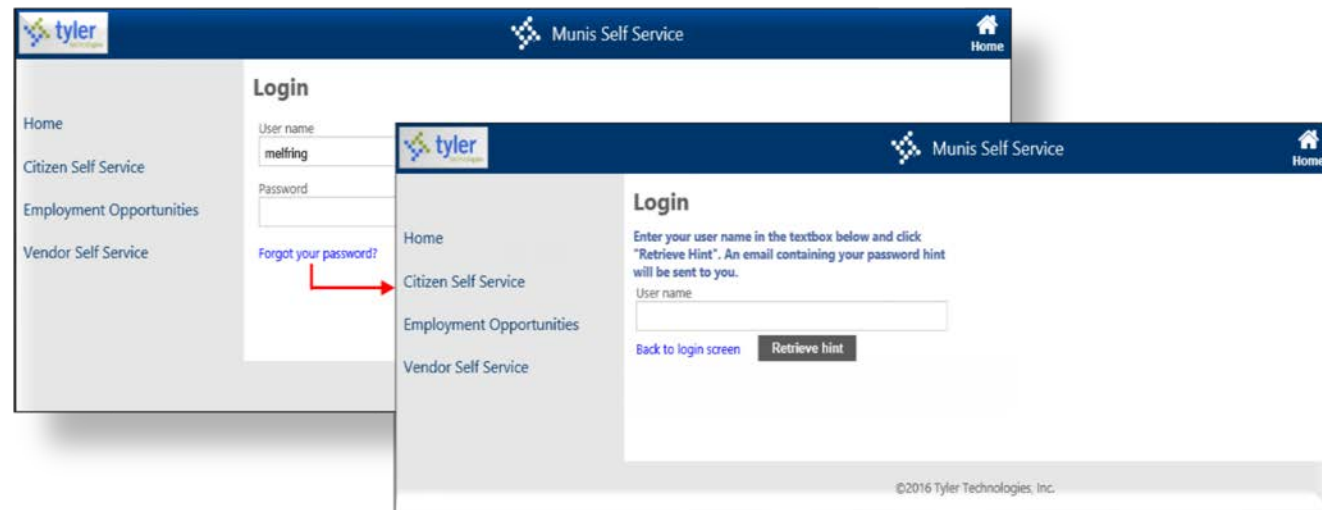 tyler
Munis Self Service
Home
Login
Home
Citizen Self Service
Employment Opportunities
Vendor Self Service
User name
melfring
Password
Forgot your password?
tyler
Munis Self Service
Home
Login
Home
Citizen Self Service
Employment Opportunities
Vendor Self Service
Enter your user name in the textbox below and click
"Retrieve Hint". An email containing your password hint
will be sent to you.
User name
Back to login screen
Retrieve hint
©2016 Tyler Technologies, Inc.